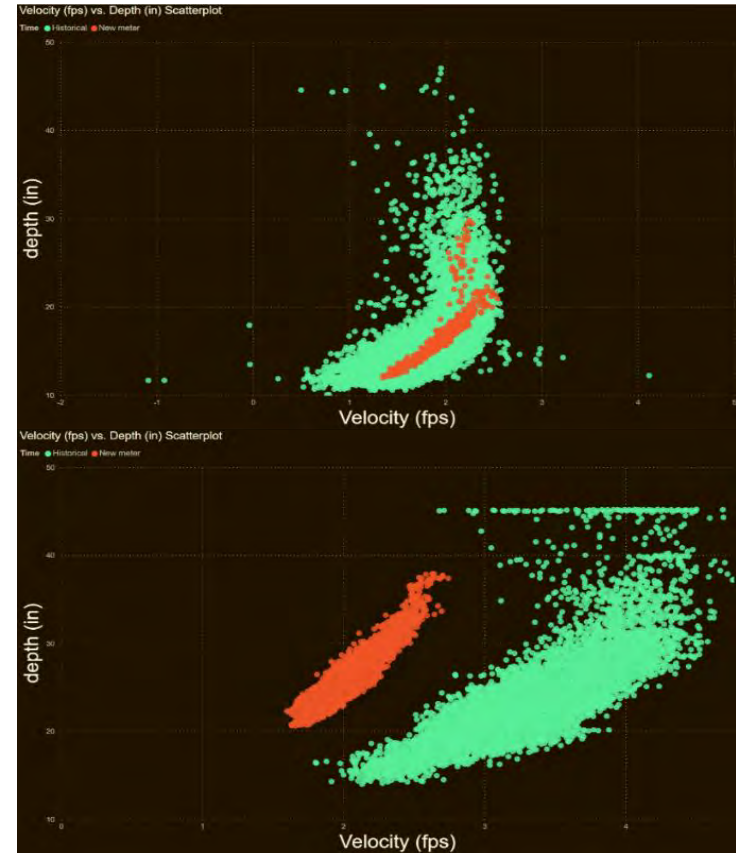 Velocity (fps) vs. Depth (in) Scatterplot
Time Historical New meter
50
40
30
20
10
depth (in)
-2 -1 0 1 2 3 4 5
Velocity (fps)
Velocity (fps) vs. Depth (in) Scatterplot
Time Historical New meter
50
40
30
20
10
depth (in)
0 1 2 3 4
Velocity (fps)